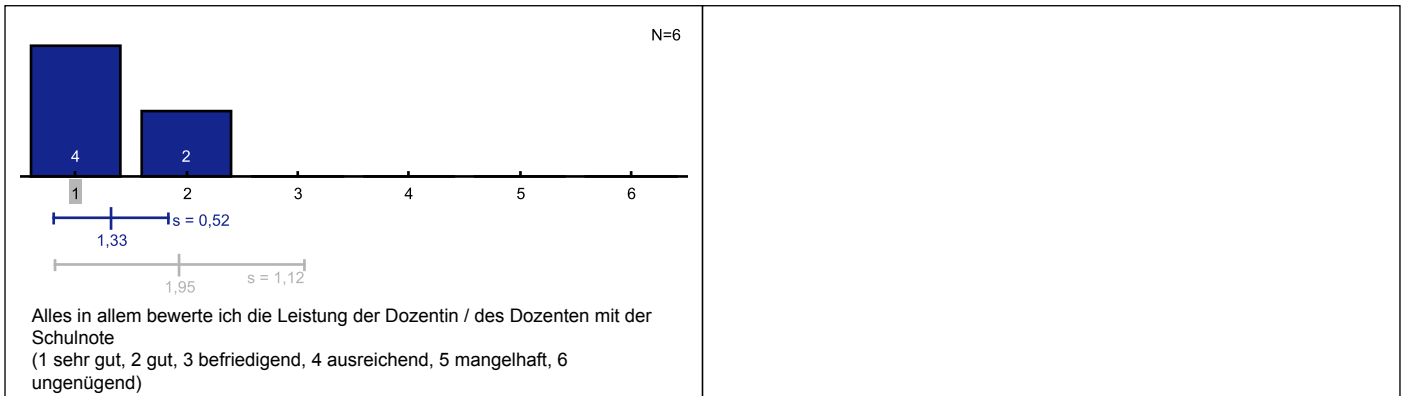 N=6
4 2
1 2 3 4 5 6
s = 0,52
1,33
s = 1,12
1,95
Alles in allem bewerte ich die Leistung der Dozentin / des Dozenten mit der
Schulnote
(1 sehr gut, 2 gut, 3 befriedigend, 4 ausreichend, 5 mangelhaft, 6
ungenügend)